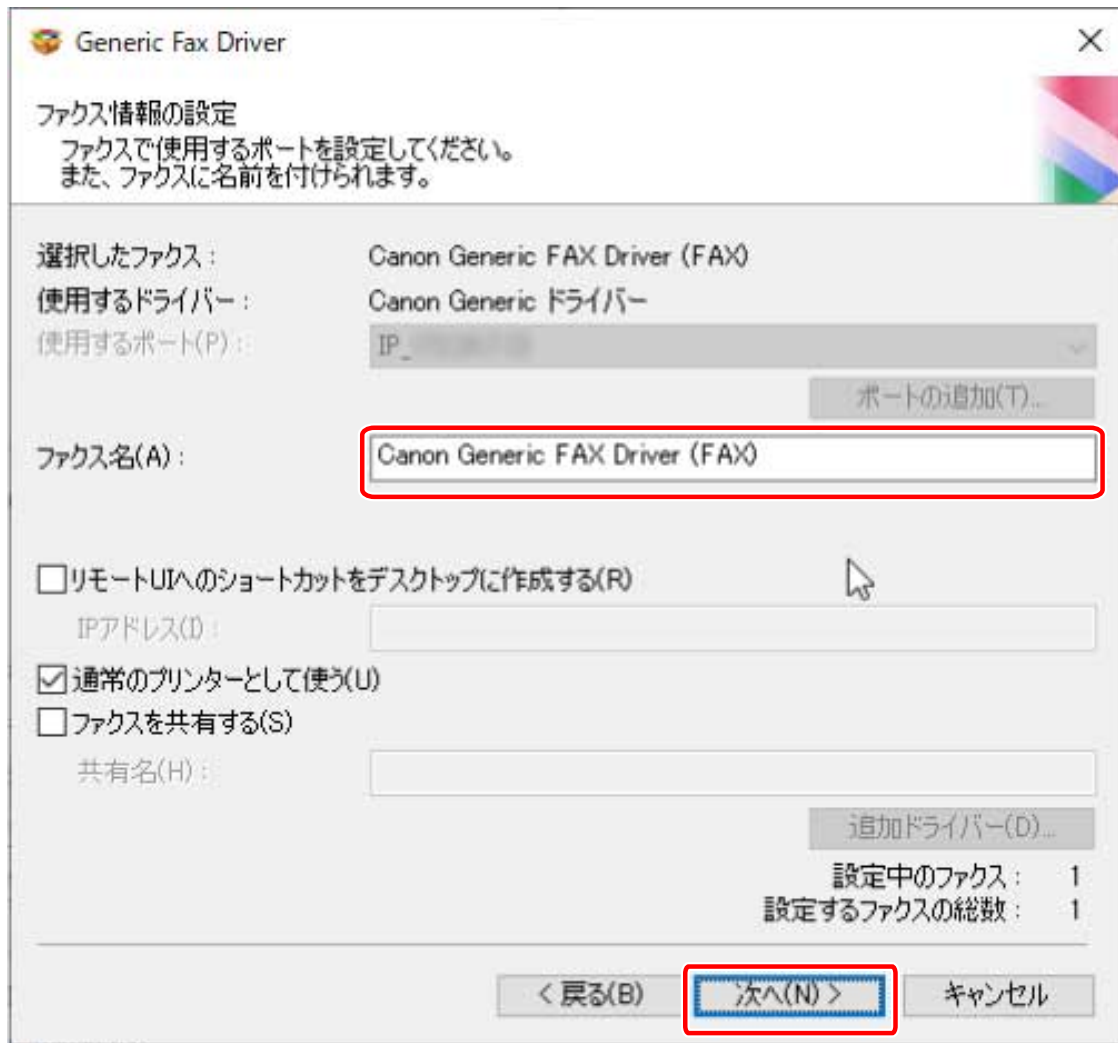 Generic Fax Driver
ファクス情報の設定
ファクスで使用するポートを設定してください。
また、ファクスに名前を付けられます。
選択したファクス： Canon Generic FAX Driver (FAX)
使用するドライバー： Canon Generic ドライバー
使用するポート(P)： IP_
ポートの追加(T)...
ファクス名(A)： Canon Generic FAX Driver (FAX)
リモートUIへのショートカットをデスクトップに作成する(R)
IPアドレス(I)：
通常のプリンターとして使う(U)
ファクスを共有する(S)
共有名(H)：
追加ドライバー(D)...
設定中のファクス： 1
設定するファクスの総数： 1
< 戻る(B) 次へ(N) > キャンセル